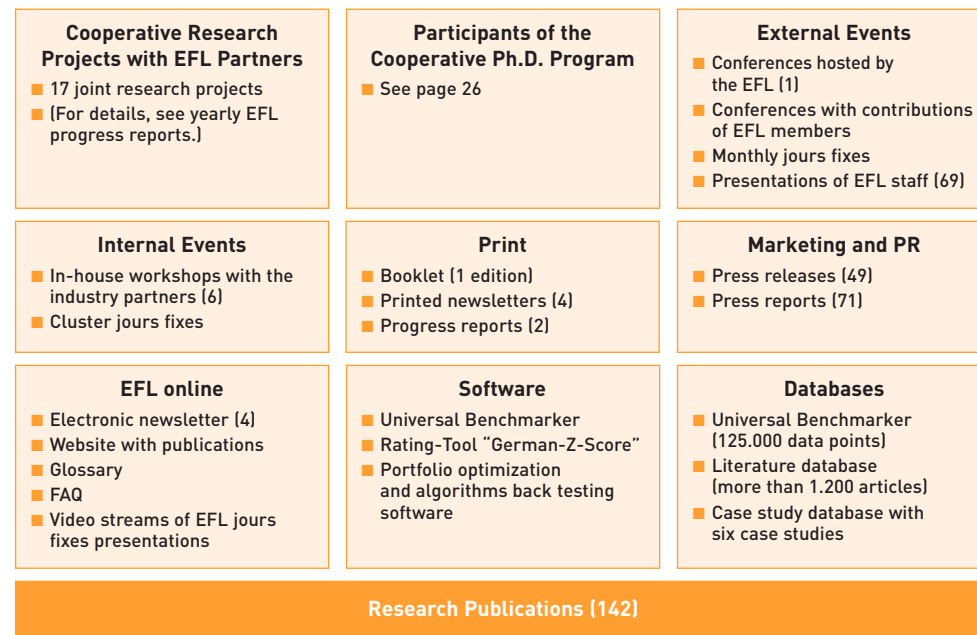 Cooperative Research
Projects with EFL Partners
17 joint research projects
(For details, see yearly EFL
progress reports.)
Participants of the
Cooperative Ph.D. Program
See page 26
External Events
Conferences hosted by
the EFL (1)
Conferences with contributions
of EFL members
Monthly jours fixes
Presentations of EFL staff (69)
Internal Events
In-house workshops with the
industry partners (6)
Cluster jours fixes
Print
Booklet (1 edition)
Printed newsletters (4)
Progress reports (2)
Marketing and PR
Press releases (49)
Press reports (71)
EFL online
Electronic newsletter (4)
Website with publications
Glossary
FAQ
Video streams of EFL jours
fixes presentations
Software
Universal Benchmarker
Rating-Tool “German-Z-Score”
Portfolio optimization
and algorithms back testing
software
Databases
Universal Benchmarker
(125.000 data points)
Literature database
(more than 1.200 articles)
Case study database with
six case studies
Research Publications (142)